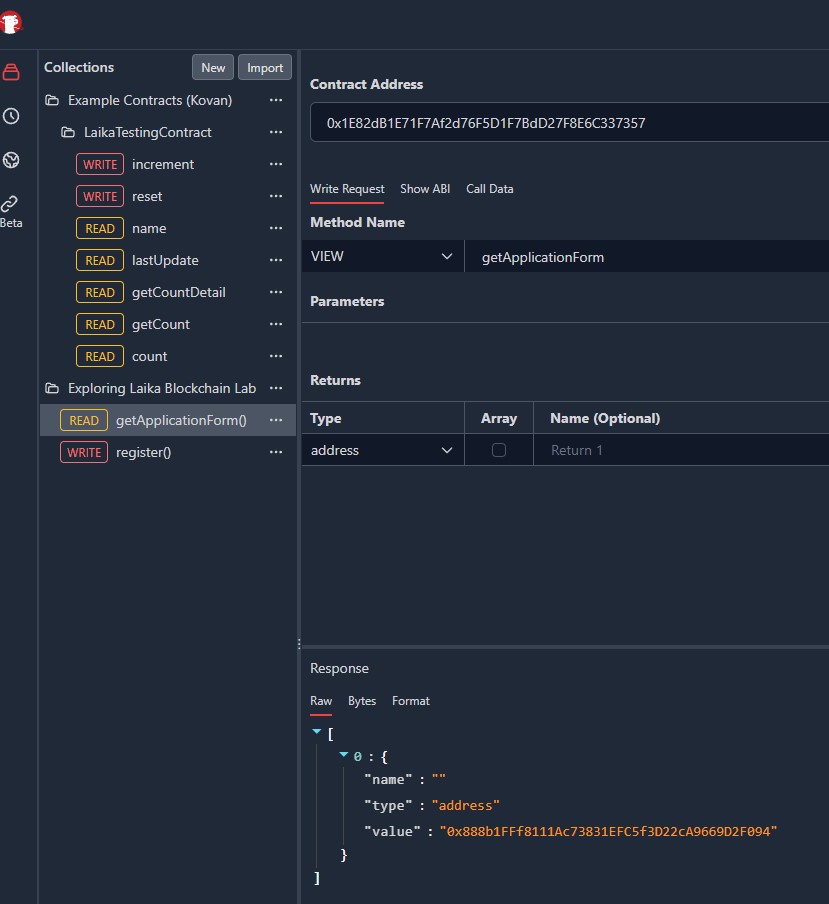 Collections
New
Import
Example Contracts (Kovan)
LaikaTestingContract
WRITE increment
WRITE reset
READ name
READ lastUpdate
READ getCountDetail
READ getCount
READ count
Exploring Laika Blockchain Lab
READ getApplicationForm()
WRITE register()
Beta
Contract Address
0x1E82dB1E71F7Af2d76F5D1F7BdD27F8E6C337357
Write Request Show ABI Call Data
Method Name
VIEW getApplicationForm
Parameters
Returns
Type Array Name (Optional)
address Return 1
Response
Raw Bytes Format
[
0 : {
"name" : ""
"type" : "address"
"value" : "0x888b1FFf8111Ac73831EFC5f3D22cA9669D2F094"
}
]